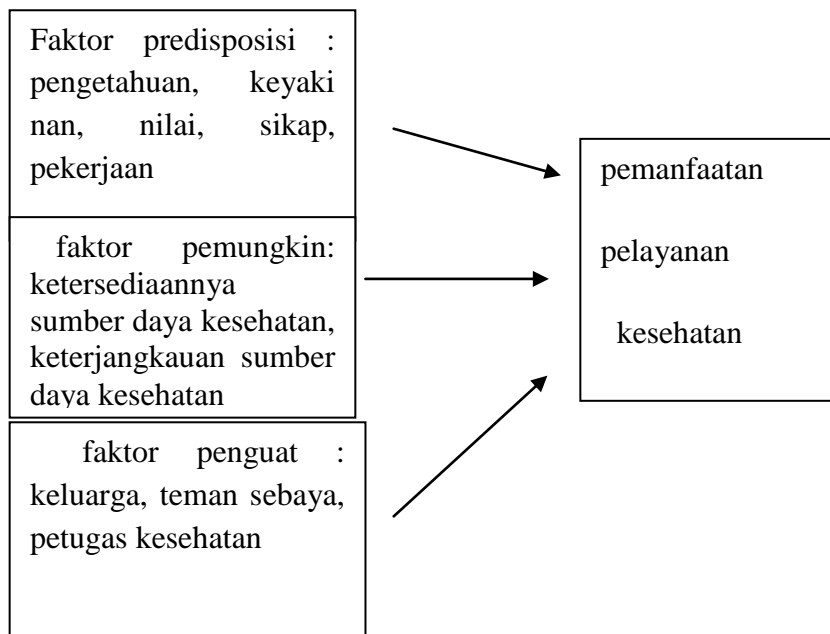 Faktor predisposisi :
pengetahuan, keyaki
nan, nilai, sikap,
pekerjaan
faktor pemungkin:
ketersediaannya
sumber daya kesehatan,
keterjangkauan sumber
daya kesehatan
faktor penguat :
keluarga, teman sebaya,
petugas kesehatan
pemanfaatan
pelayanan
kesehatan